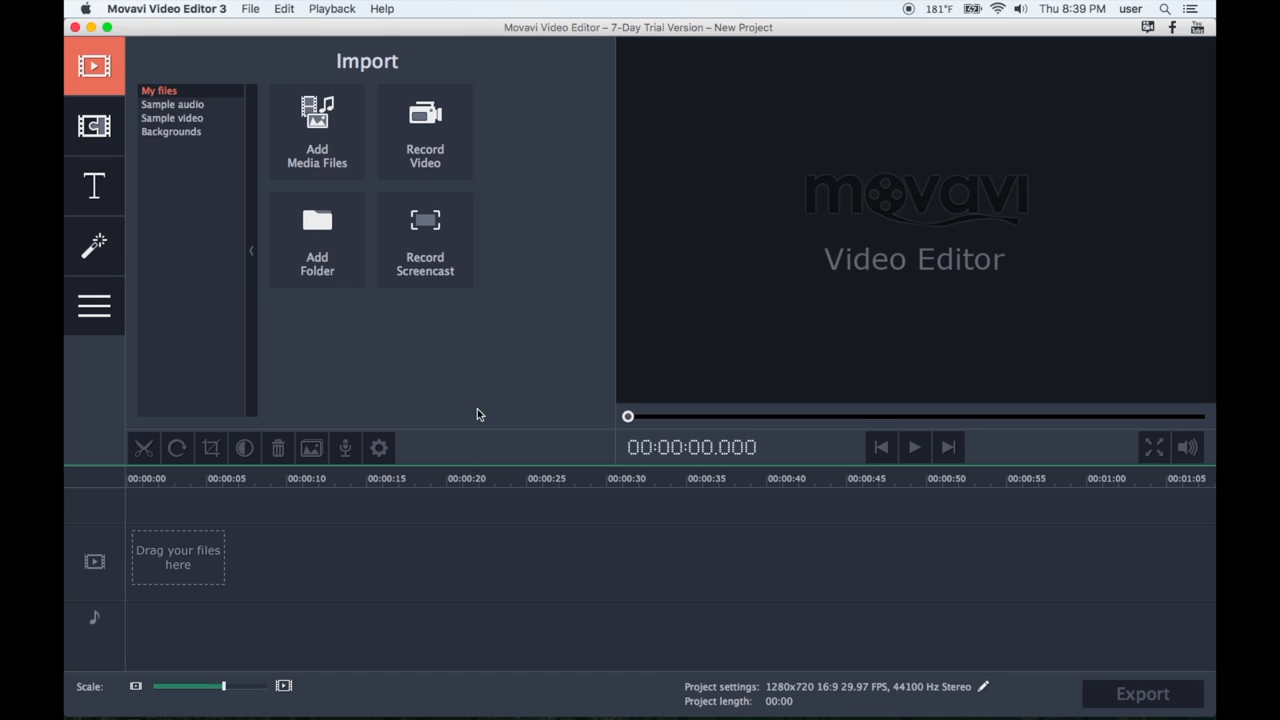 Movavi Video Editor 3 File Edit Playback Help 181°F Thu 8:39 PM user
Movavi Video Editor – 7-Day Trial Version – New Project
Import
My files
Sample audio
Sample video
Backgrounds
Add
Media Files
Record
Video
Add
Folder
Record
Screencast
movavi
Video Editor
00:00:00.000
00:00:00 00:00:05 00:00:10 00:00:15 00:00:20 00:00:25 00:00:30 00:00:35 00:00:40 00:00:45 00:00:50 00:00:55 00:01:00 00:01:05
Drag your files
here
Scale:
Project settings: 1280x720 16:9 29.97 FPS, 44100 Hz Stereo
Project length: 00:00
Export